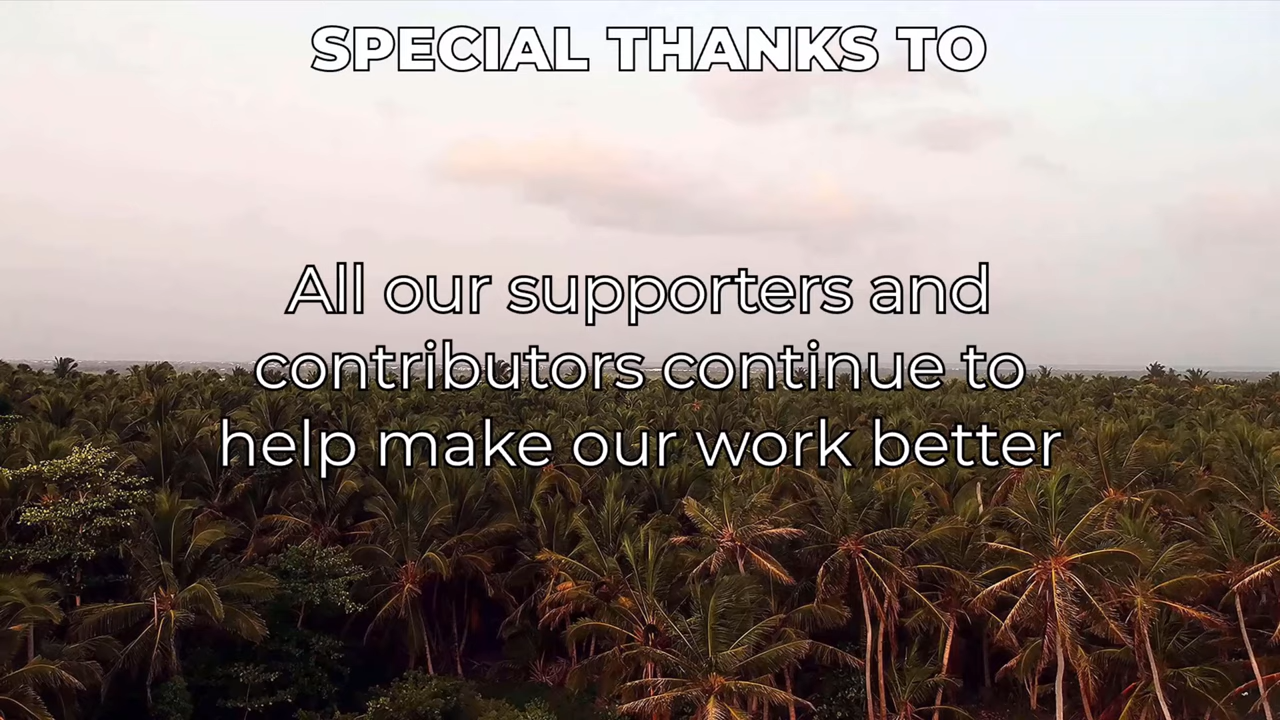 SPECIAL THANKS TO
All our supporters and
contributors continue to
help make our work better